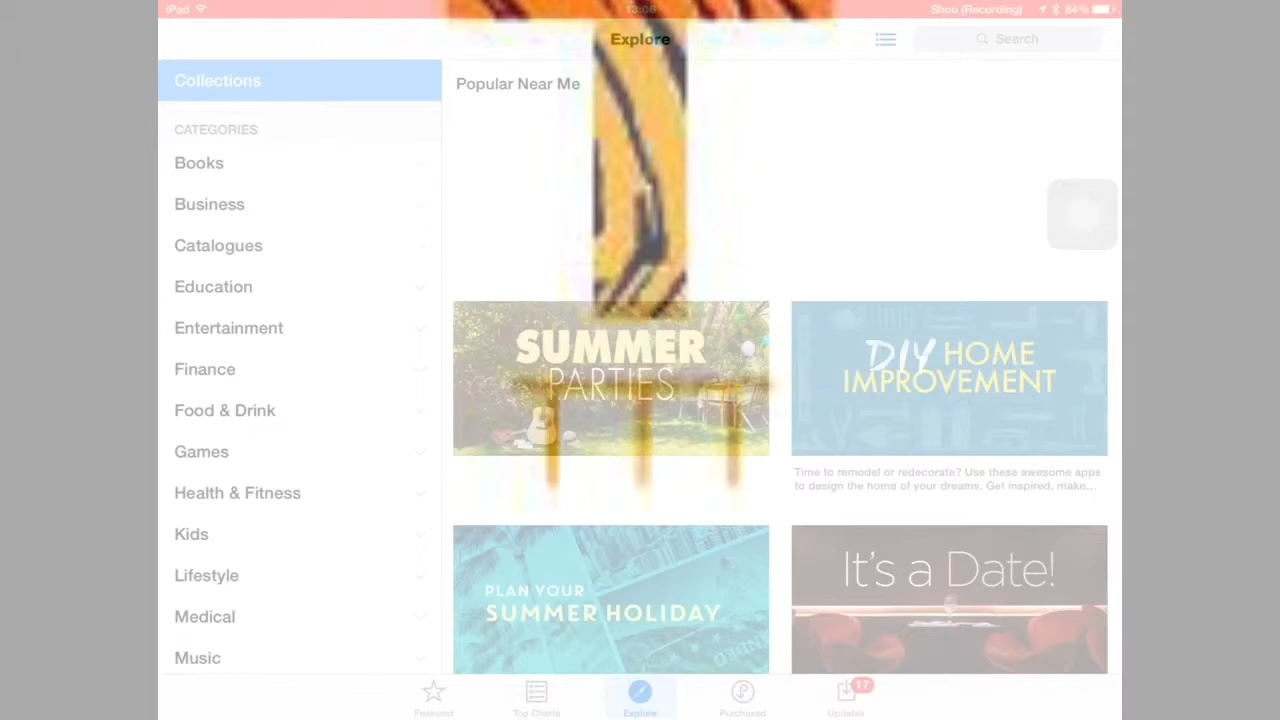 iPad 13:06 Shou (Recording) 84%
Explore
Search
Collections
Popular Near Me
CATEGORIES
Books
Business
Catalogues
Education
Entertainment
Finance
Food & Drink
Games
Health & Fitness
Kids
Lifestyle
Medical
Music
SUMMER
PARTIES
DIY HOME
IMPROVEMENT
Time to remodel or redecorate? Use these awesome apps
to design the home of your dreams. Get inspired, make...
PLAN YOUR
SUMMER HOLIDAY
It's a Date!
Featured
Top Charts
Explore
Purchased
17
Updates